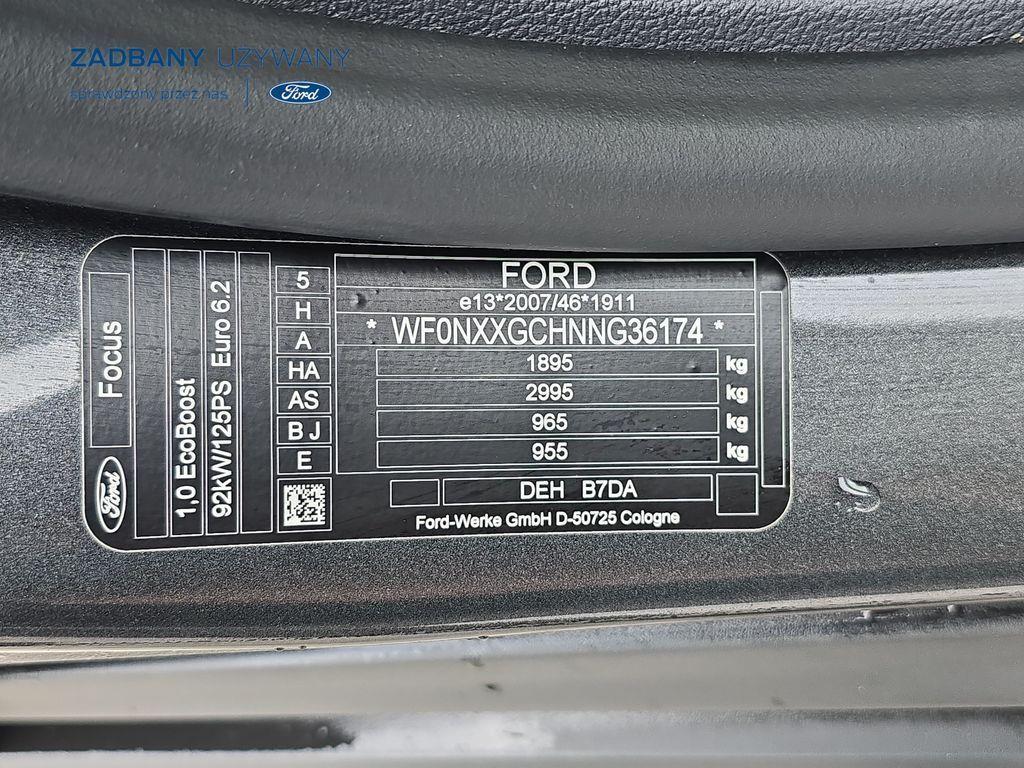 ZADBANY UŻYWANY
sprawdzony przez nas
Ford
Focus
Ford
1,0 EcoBoost
92kW/125PS Euro 6.2
5
H
A
HA
AS
B J
E
FORD
e13*2007/46*1911
* WF0NXXGCHNNG36174 *
1895 kg
2995 kg
965 kg
955 kg
DEH B7DA
Ford-Werke GmbH D-50725 Cologne